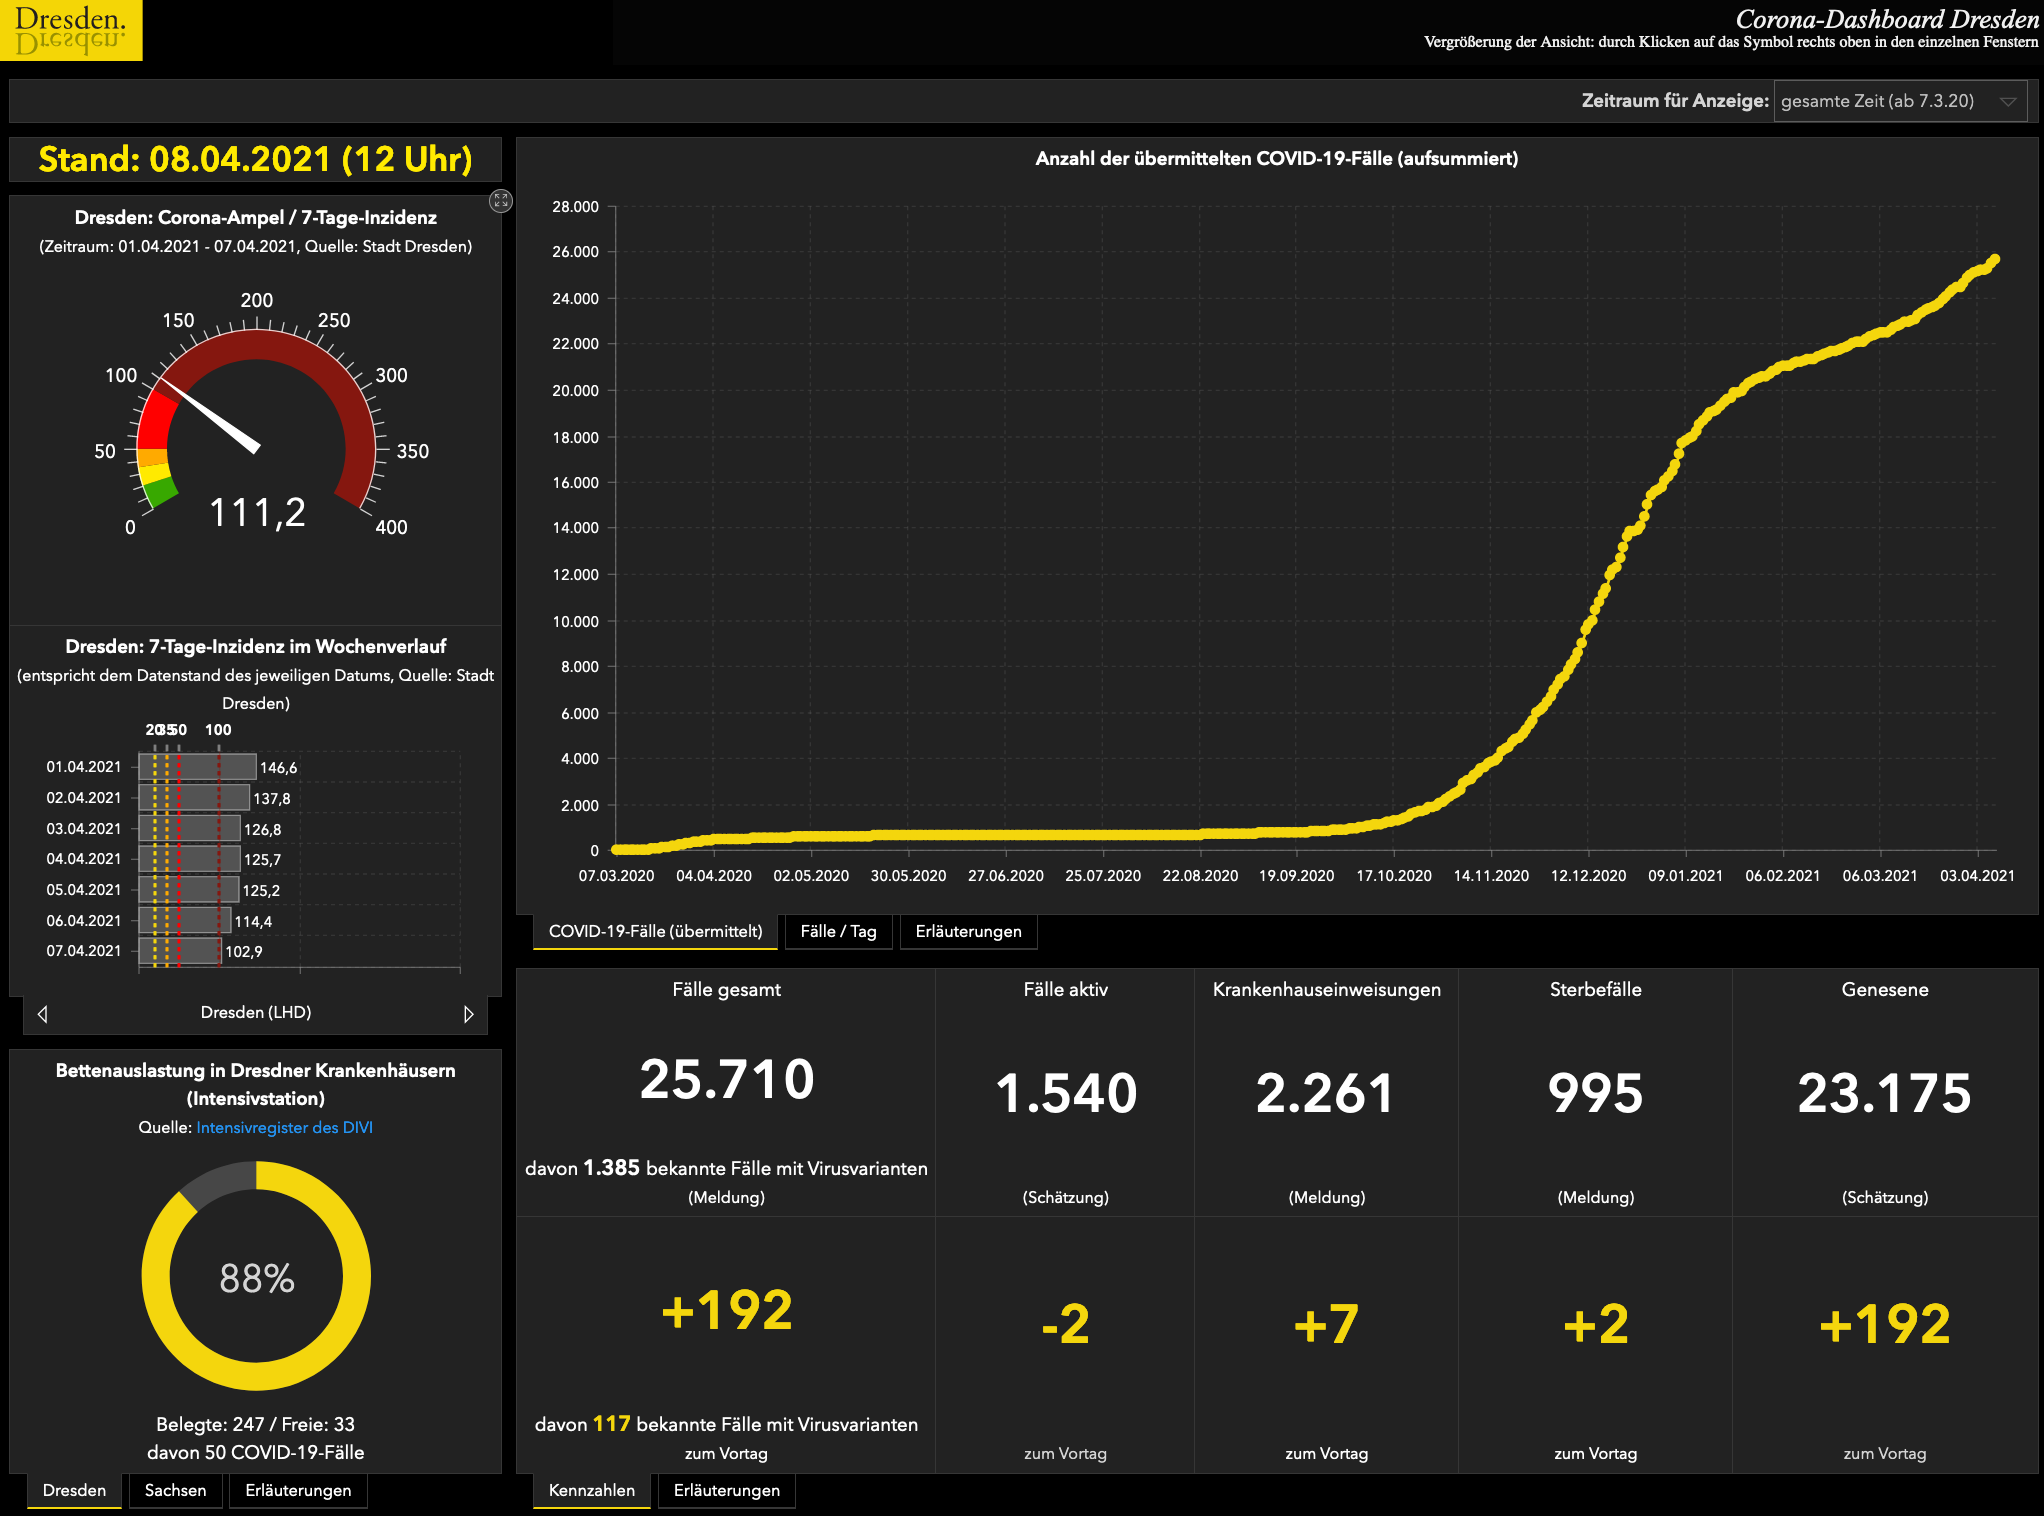 Dresden.
Dresden.
Corona-Dashboard Dresden
Vergrößerung der Ansicht: durch Klicken auf das Symbol rechts oben in den einzelnen Fenstern
Zeitraum für Anzeige: gesamte Zeit (ab 7.3.20)
Stand: 08.04.2021 (12 Uhr)
Dresden: Corona-Ampel / 7-Tage-Inzidenz
(Zeitraum: 01.04.2021 - 07.04.2021, Quelle: Stadt Dresden)
0
50
100
150
200
250
300
350
400
111,2
Dresden: 7-Tage-Inzidenz im Wochenverlauf
(entspricht dem Datenstand des jeweiligen Datums, Quelle: Stadt
Dresden)
20 35 50 100
01.04.2021 146,6
02.04.2021 137,8
03.04.2021 126,8
04.04.2021 125,7
05.04.2021 125,2
06.04.2021 114,4
07.04.2021 102,9
Dresden (LHD)
Bettenauslastung in Dresdner Krankenhäusern
(Intensivstation)
Quelle: Intensivregister des DIVI
88%
Belegte: 247 / Freie: 33
davon 50 COVID-19-Fälle
Dresden Sachsen Erläuterungen
Anzahl der übermittelten COVID-19-Fälle (aufsummiert)
28.000
26.000
24.000
22.000
20.000
18.000
16.000
14.000
12.000
10.000
8.000
6.000
4.000
2.000
0
07.03.2020 04.04.2020 02.05.2020 30.05.2020 27.06.2020 25.07.2020 22.08.2020 19.09.2020 17.10.2020 14.11.2020 12.12.2020 09.01.2021 06.02.2021 06.03.2021 03.04.2021
COVID-19-Fälle (übermittelt) Fälle / Tag Erläuterungen
Fälle gesamt
25.710
davon 1.385 bekannte Fälle mit Virusvarianten
(Meldung)
+192
davon 117 bekannte Fälle mit Virusvarianten
zum Vortag
Fälle aktiv
1.540
(Schätzung)
-2
zum Vortag
Krankenhauseinweisungen
2.261
(Meldung)
+7
zum Vortag
Sterbefälle
995
(Meldung)
+2
zum Vortag
Genesene
23.175
(Schätzung)
+192
zum Vortag
Kennzahlen Erläuterungen